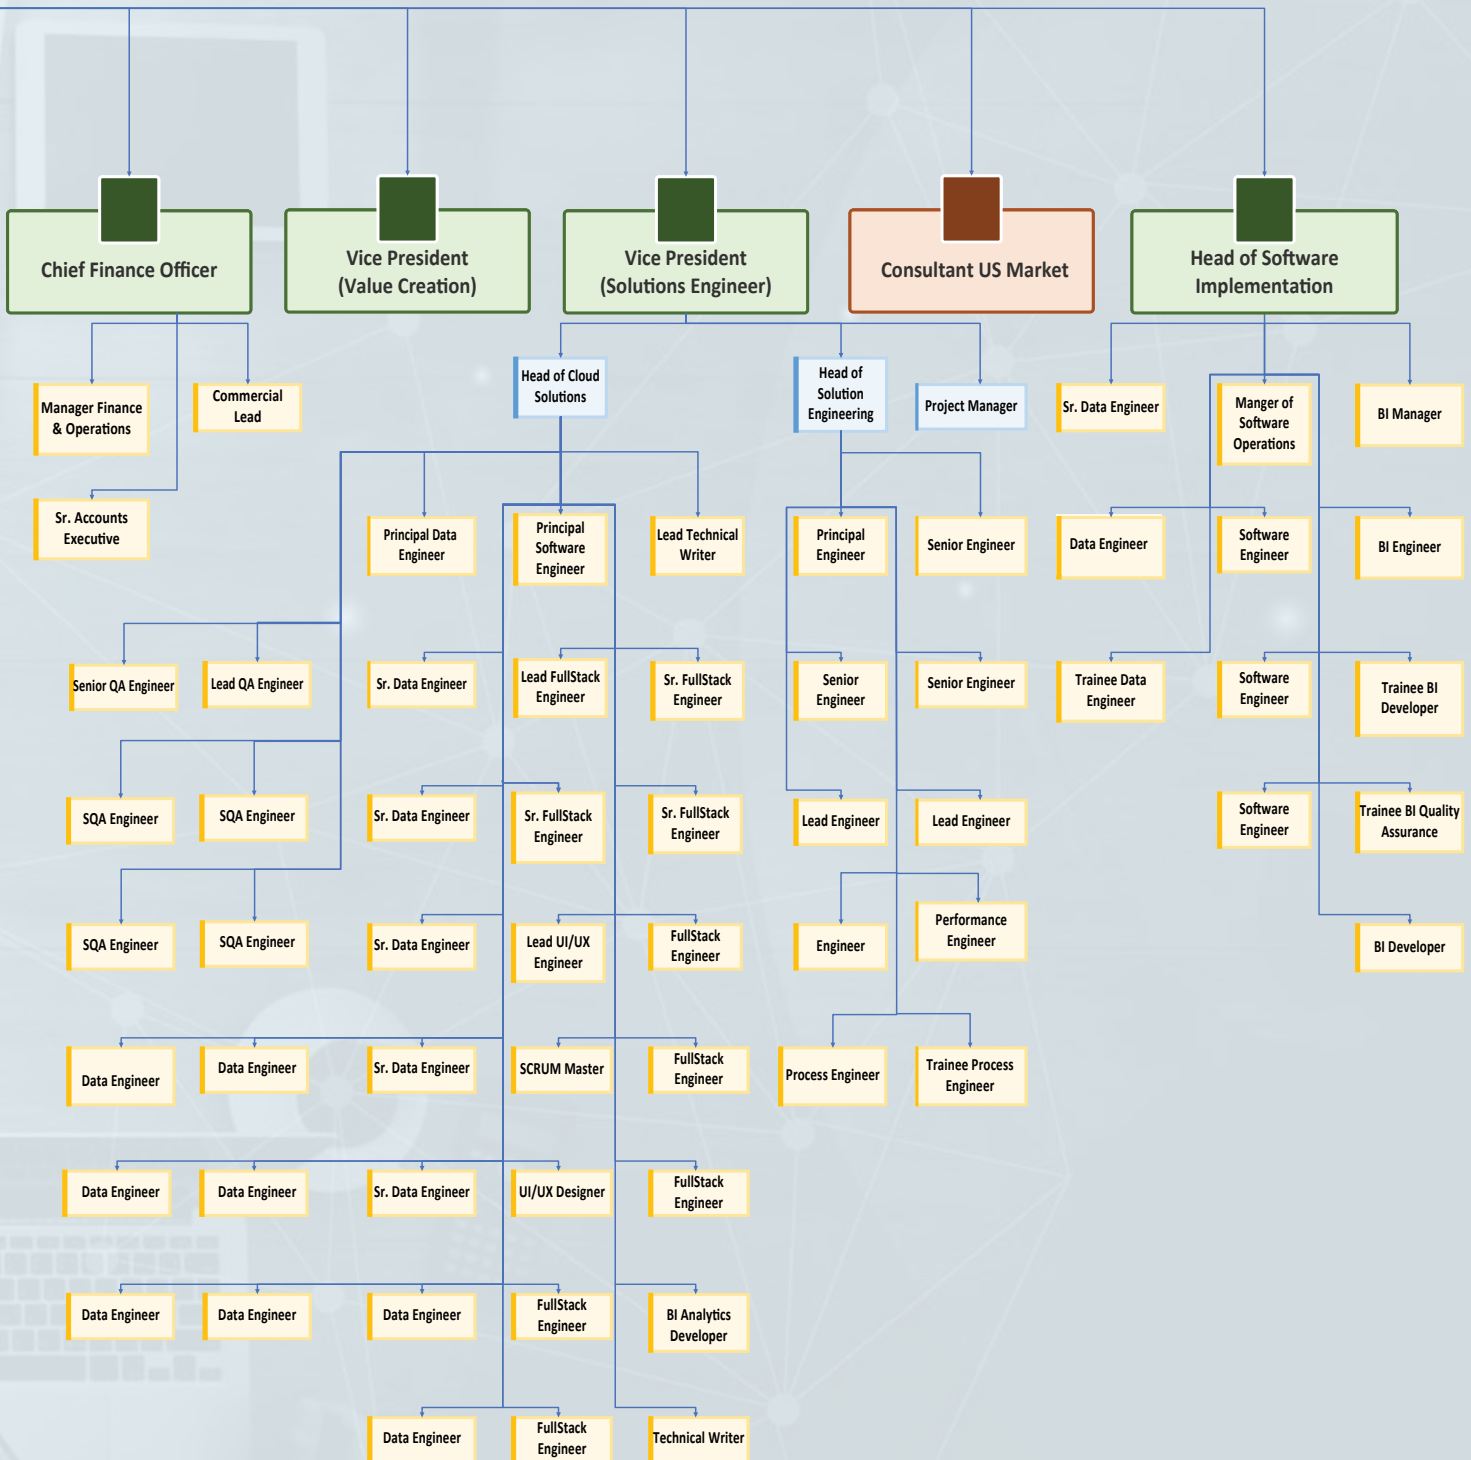 Chief Finance Officer
Vice President
(Value Creation)
Vice President
(Solutions Engineer)
Consultant US Market
Head of Software
Implementation
Manager Finance
& Operations
Commercial
Lead
Sr. Accounts
Executive
Head of Cloud
Solutions
Head of
Solution
Engineering
Project Manager
Sr. Data Engineer
Manger of
Software
Operations
BI Manager
Principal Data
Engineer
Principal
Software
Engineer
Lead Technical
Writer
Principal
Engineer
Senior Engineer
Data Engineer
Software
Engineer
BI Engineer
Senior QA Engineer
Lead QA Engineer
Sr. Data Engineer
Lead FullStack
Engineer
Sr. FullStack
Engineer
Senior
Engineer
Senior Engineer
Trainee Data
Engineer
Software
Engineer
Trainee BI
Developer
SQA Engineer
SQA Engineer
Sr. Data Engineer
Sr. FullStack
Engineer
Sr. FullStack
Engineer
Lead Engineer
Lead Engineer
Software
Engineer
Trainee BI Quality
Assurance
SQA Engineer
SQA Engineer
Sr. Data Engineer
Lead UI/UX
Engineer
FullStack
Engineer
Engineer
Performance
Engineer
BI Developer
Data Engineer
Data Engineer
Sr. Data Engineer
SCRUM Master
FullStack
Engineer
Process Engineer
Trainee Process
Engineer
Data Engineer
Data Engineer
Sr. Data Engineer
UI/UX Designer
FullStack
Engineer
Data Engineer
Data Engineer
Data Engineer
FullStack
Engineer
BI Analytics
Developer
Data Engineer
FullStack
Engineer
Technical Writer